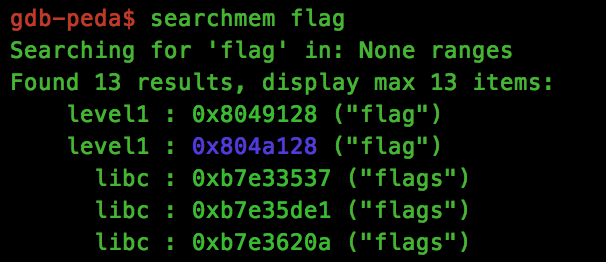 gdb-peda$ searchmem flag
Searching for 'flag' in: None ranges
Found 13 results, display max 13 items:
level1 : 0x8049128 ("flag")
level1 : 0x804a128 ("flag")
libc : 0xb7e33537 ("flags")
libc : 0xb7e35de1 ("flags")
libc : 0xb7e3620a ("flags")